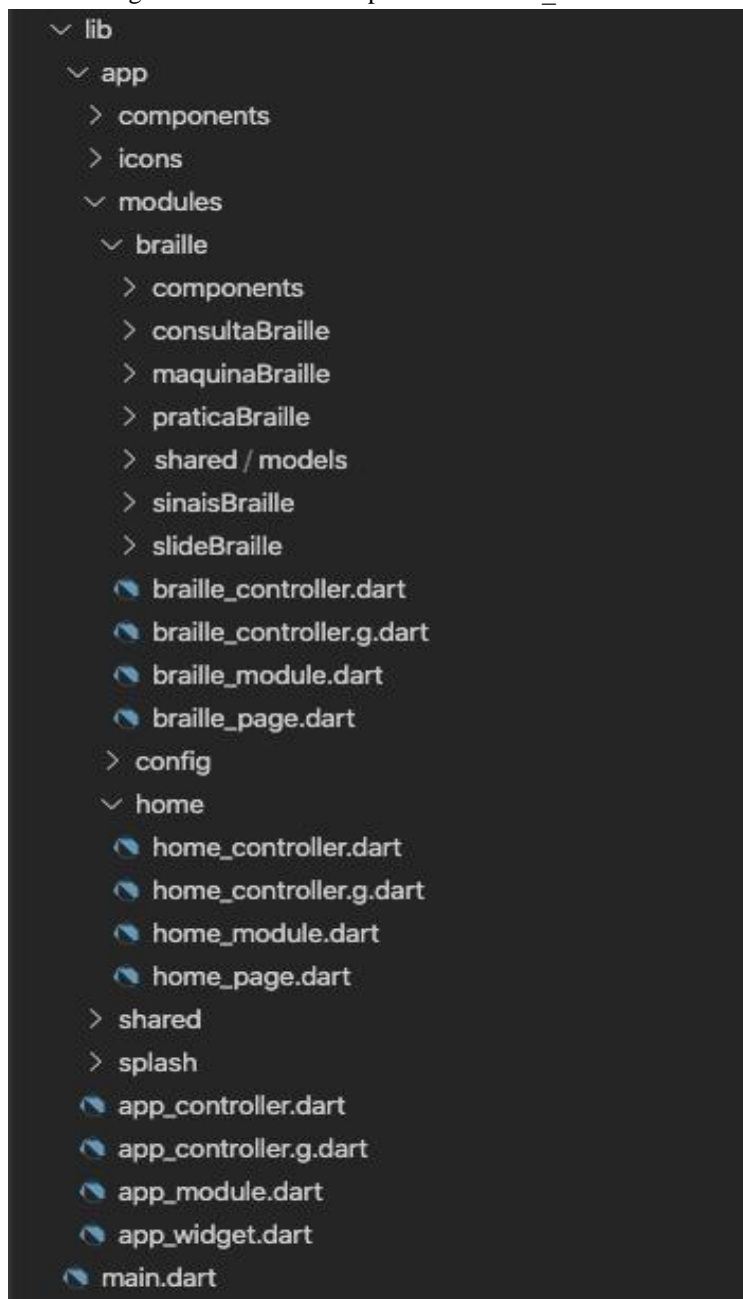 lib
app
components
icons
modules
braille
components
consultaBraille
maquinaBraille
praticaBraille
shared / models
sinaisBraille
slideBraille
braille_controller.dart
braille_controller.g.dart
braille_module.dart
braille_page.dart
config
home
home_controller.dart
home_controller.g.dart
home_module.dart
home_page.dart
shared
splash
app_controller.dart
app_controller.g.dart
app_module.dart
app_widget.dart
main.dart